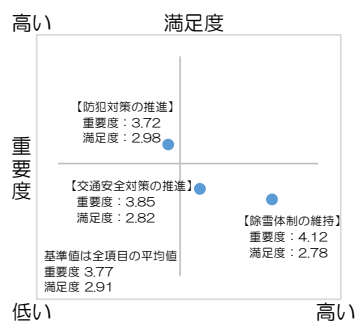 高い
満足度
【防犯対策の推進】
重要度：3.72
満足度：2.98
重要度
【交通安全対策の推進】
重要度：3.85
満足度：2.82
【除雪体制の維持】
重要度：4.12
満足度：2.78
基準値は全項目の平均値
重要度 3.77
満足度 2.91
低い
高い